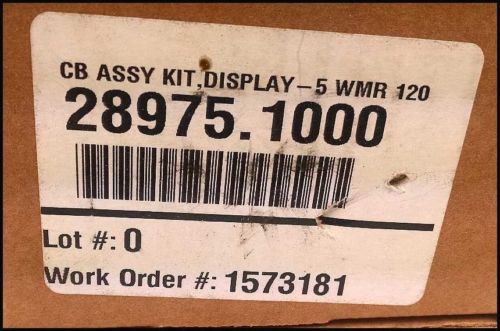 CB ASSY KIT,DISPLAY-5 WMR 120
28975.1000
Lot #: 0
Work Order #: 1573181